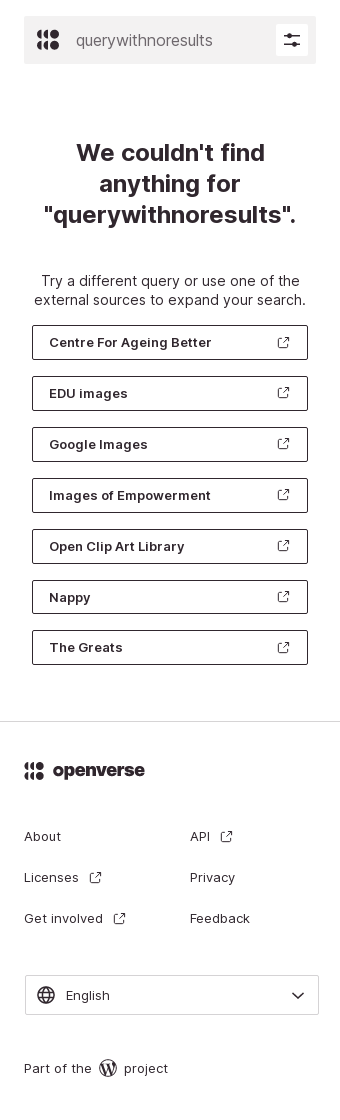 querywithnoresults
We couldn't find
anything for
"querywithnoresults".
Try a different query or use one of the
external sources to expand your search.
Centre For Ageing Better
EDU images
Google Images
Images of Empowerment
Open Clip Art Library
Nappy
The Greats
openverse
About
API
Licenses
Privacy
Get involved
Feedback
English
Part of the project